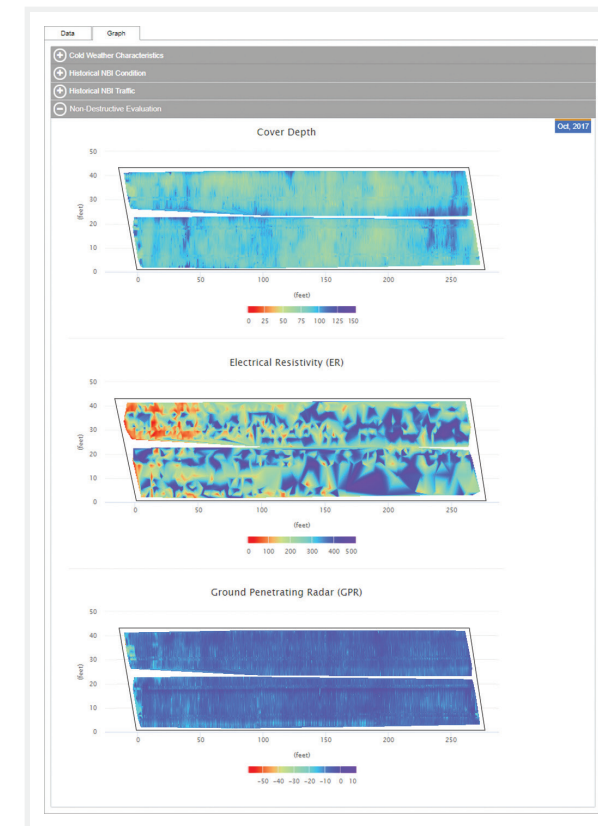 Data Graph
Cold Weather Characteristics
Historical NBI Condition
Historical NBI Traffic
Non-Destructive Evaluation
Oct, 2017
Cover Depth
50
40
30
20
10
0
(feet)
0 50 100 150 200 250
(feet)
0 25 50 75 100 125 150
Electrical Resistivity (ER)
50
40
30
20
10
0
(feet)
0 50 100 150 200 250
(feet)
0 100 200 300 400 500
Ground Penetrating Radar (GPR)
50
40
30
20
10
0
(feet)
0 50 100 150 200 250
(feet)
-50 -40 -30 -20 -10 0 10